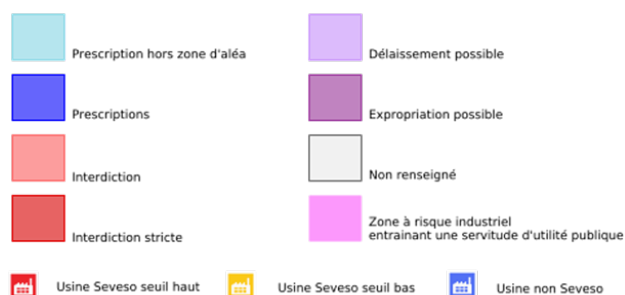 Prescription hors zone d'aléa
Délaissement possible
Prescriptions
Expropriation possible
Interdiction
Non renseigné
Interdiction stricte
Zone à risque industriel
entrainant une servitude d'utilité publique
Usine Seveso seuil haut
Usine Seveso seuil bas
Usine non Seveso